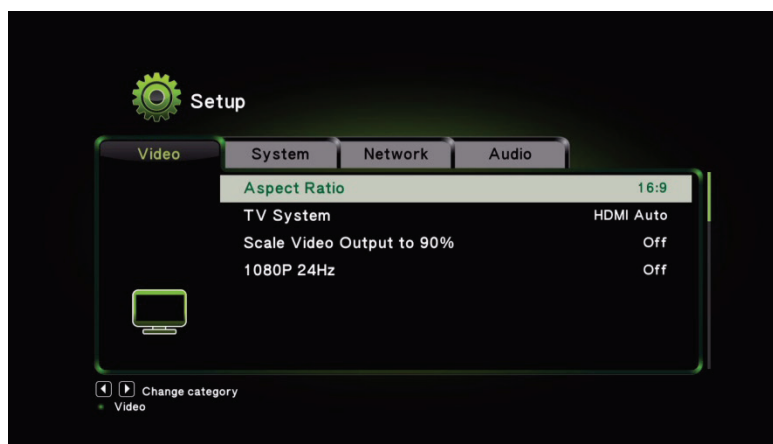 Setup
Video System Network Audio
Aspect Ratio 16:9
TV System HDMI Auto
Scale Video Output to 90% Off
1080P 24Hz Off
Change category
Video